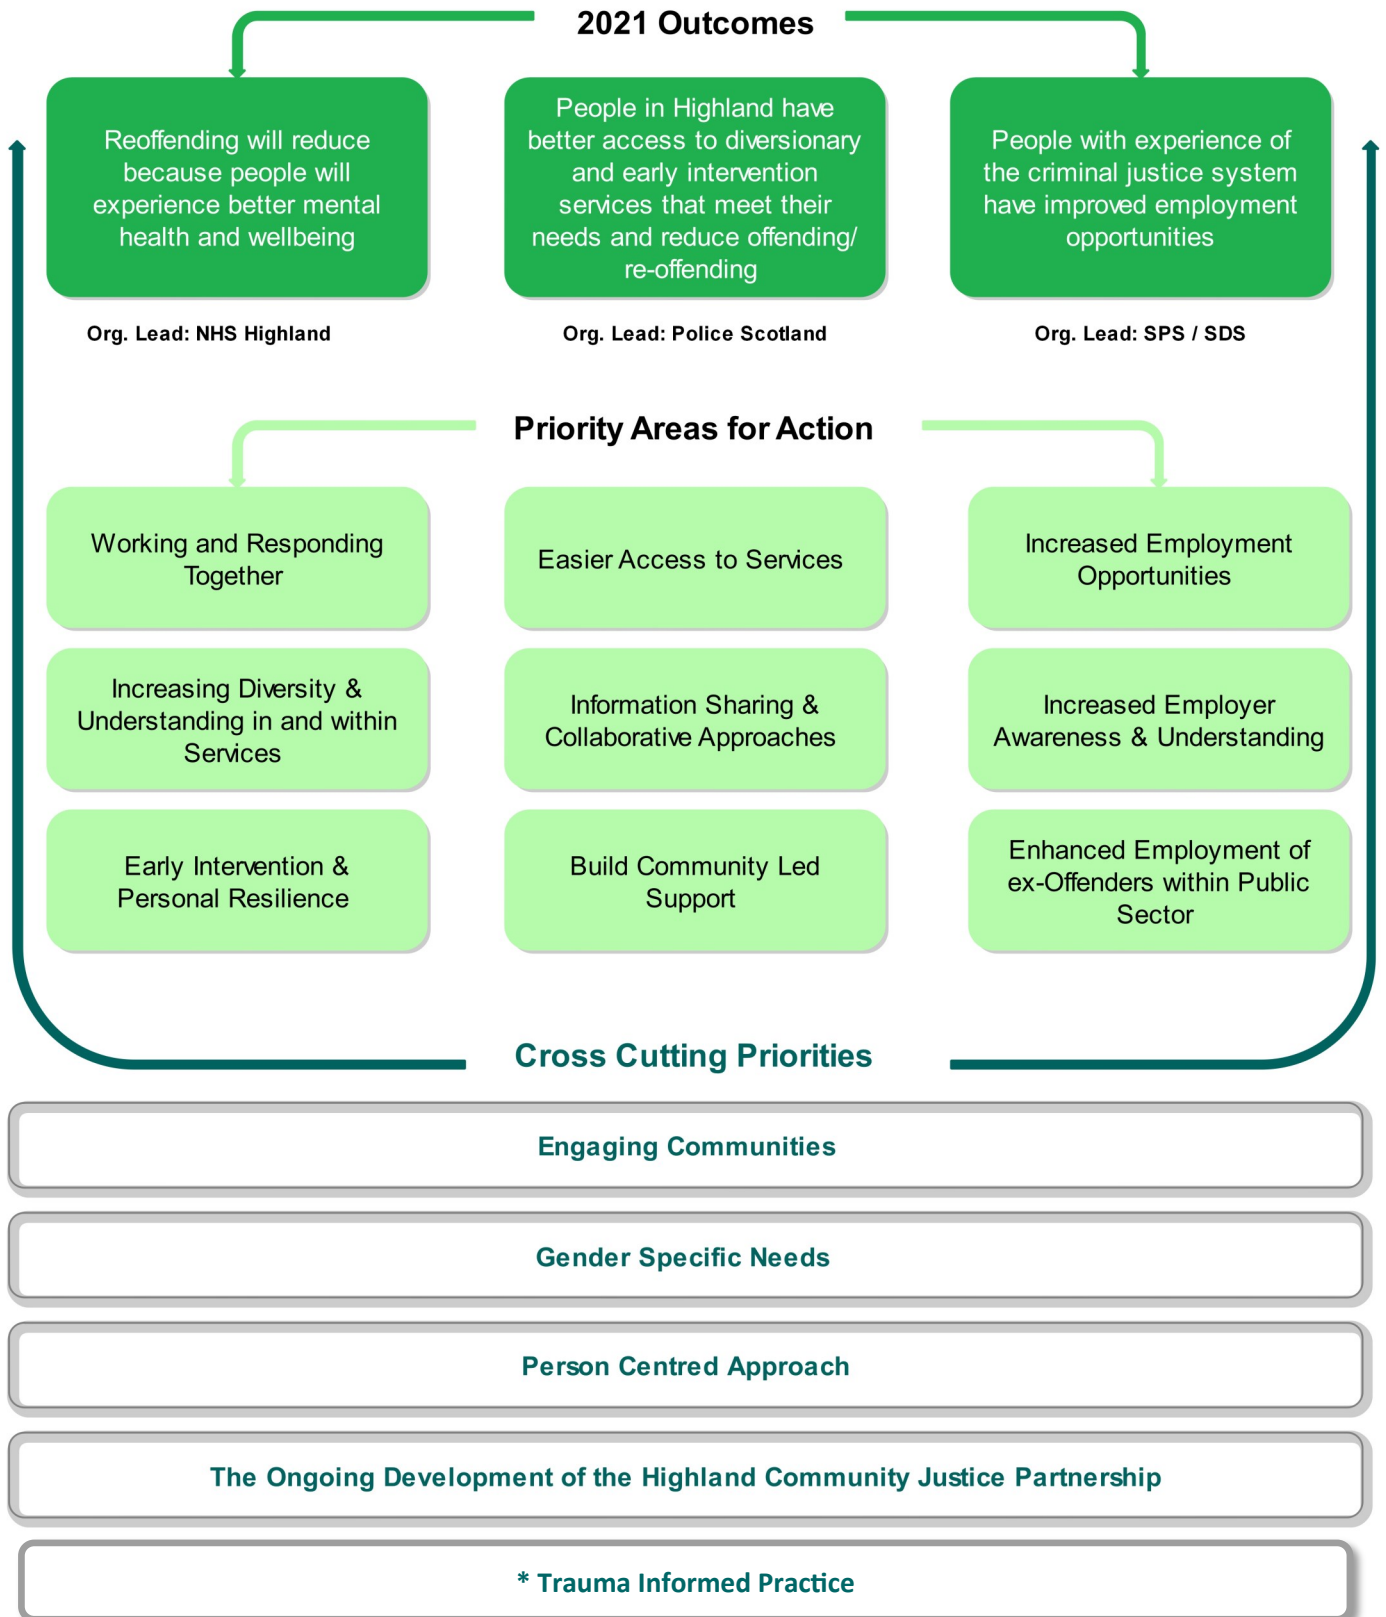 2021 Outcomes
Reoffending will reduce
because people will
experience better mental
health and wellbeing
People in Highland have
better access to diversionary
and early intervention
services that meet their
needs and reduce offending/
re-offending
People with experience of
the criminal justice system
have improved employment
opportunities
Org. Lead: NHS Highland
Org. Lead: Police Scotland
Org. Lead: SPS / SDS
Priority Areas for Action
Working and Responding
Together
Easier Access to Services
Increased Employment
Opportunities
Increasing Diversity &
Understanding in and within
Services
Information Sharing &
Collaborative Approaches
Increased Employer
Awareness & Understanding
Early Intervention &
Personal Resilience
Build Community Led
Support
Enhanced Employment of
ex-Offenders within Public
Sector
Cross Cutting Priorities
Engaging Communities
Gender Specific Needs
Person Centred Approach
The Ongoing Development of the Highland Community Justice Partnership
* Trauma Informed Practice